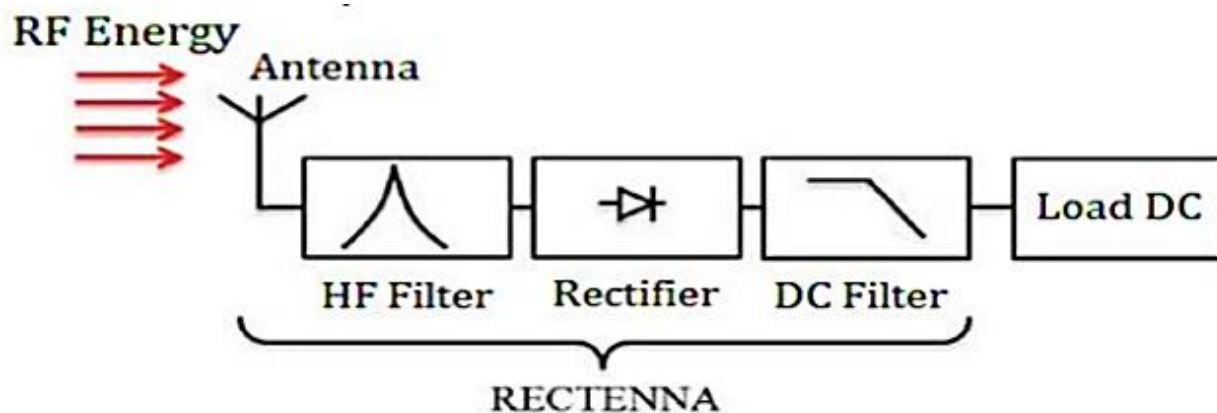 RF Energy
Antenna
Load DC
HF Filter
Rectifier
DC Filter
RECTENNA